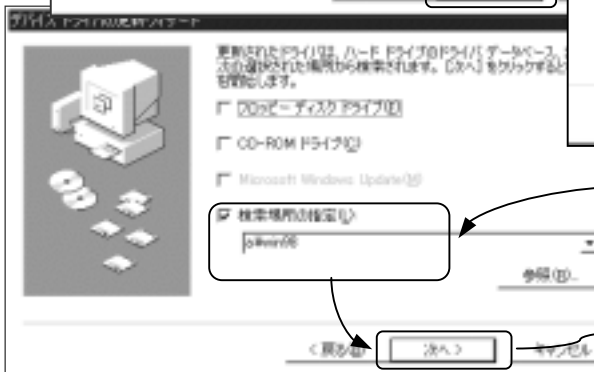 デバイス ドライバの更新ウィザード
更新されたドライバは、ハード ドライブのドライバ データベース、
次の選択された場所から検索されます。[次へ] をクリックすると
を開始します。
フロッピー ディスク ドライブ(F)
CD-ROM ドライブ(C)
Microsoft Windows Update(M)
検索場所の指定(L)
a¥win98
参照(R)...
< 戻る(B)
次へ >
キャンセル